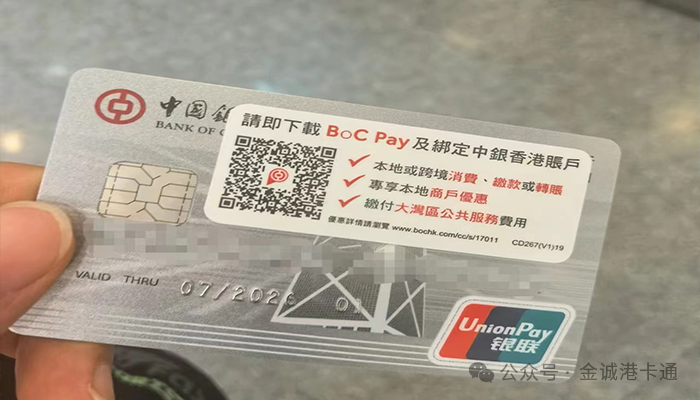 中国银
BANK OF
請即下載 BoC Pay 及綁定中銀香港賬戶
本地或跨境消費、繳款或轉賬
專享本地商戶優惠
繳付大灣區公共服務費用
優惠詳情請瀏覽 www.bochk.com/cc/s/17011
CD267(V1)19
VALID THRU 07/2026 01
UnionPay
银联
公众号·金诚港卡通